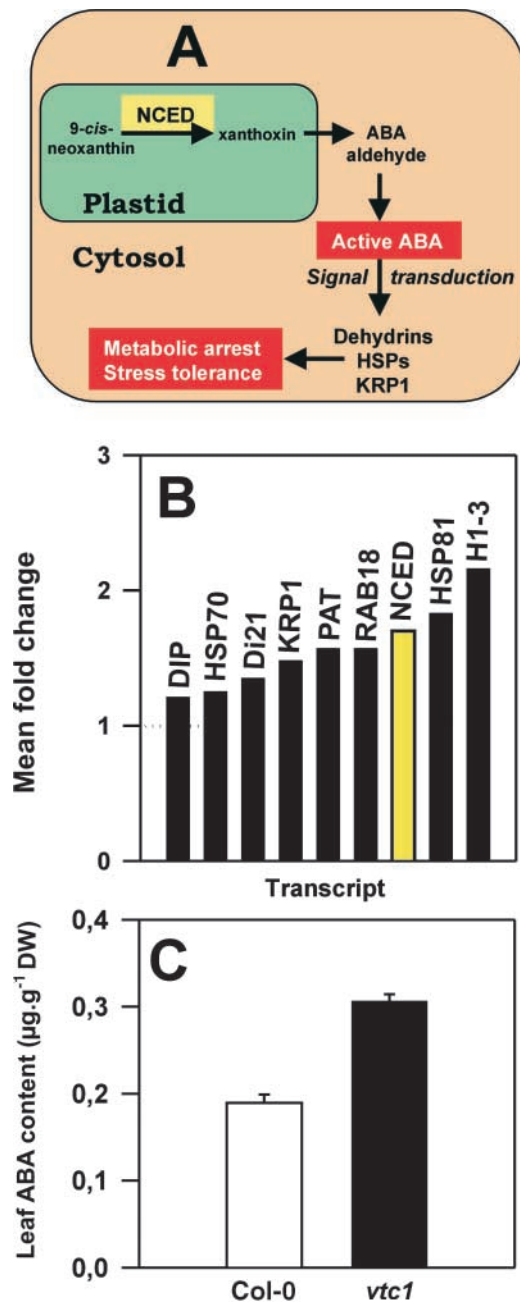 A
NCED
9-cis-
neoxanthin
xanthoxin
ABA
aldehyde
Plastid
Cytosol
Active ABA
Signal transduction
Dehydrins
HSPs
KRP1
Metabolic arrest
Stress tolerance
B
Mean fold change
3
2
1
0
DIP
HSP70
Di21
KRP1
PAT
RAB18
NCED
HSP81
H1-3
Transcript
C
Leaf ABA content (µg.g⁻¹ DW)
0,4
0,3
0,2
0,1
0,0
Col-0
vtc1